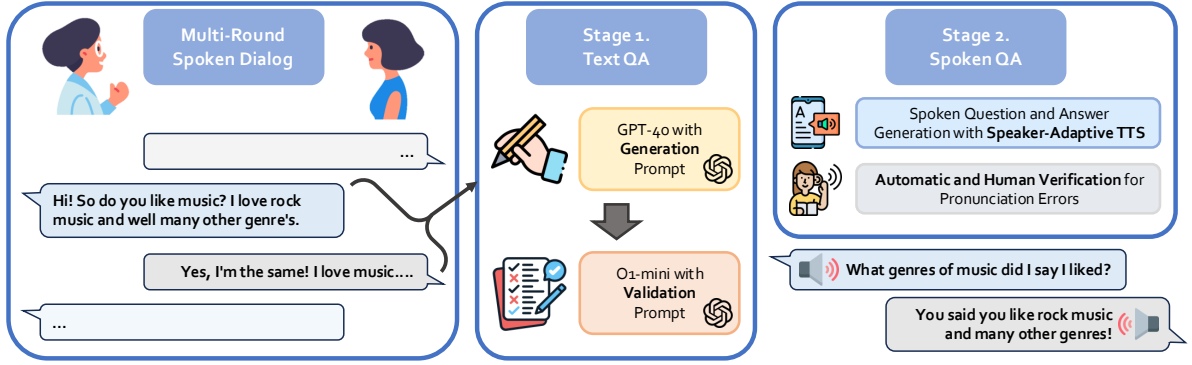 Multi-Round
Spoken Dialog
...
Hi! So do you like music? I love rock
music and well many other genre's.
Yes, I'm the same! I love music....
...
Stage 1.
Text QA
GPT-4o with
Generation
Prompt
O1-mini with
Validation
Prompt
Stage 2.
Spoken QA
A
Spoken Question and Answer
Generation with Speaker-Adaptive TTS
Automatic and Human Verification for
Pronunciation Errors
What genres of music did I say I liked?
You said you like rock music
and many other genres!